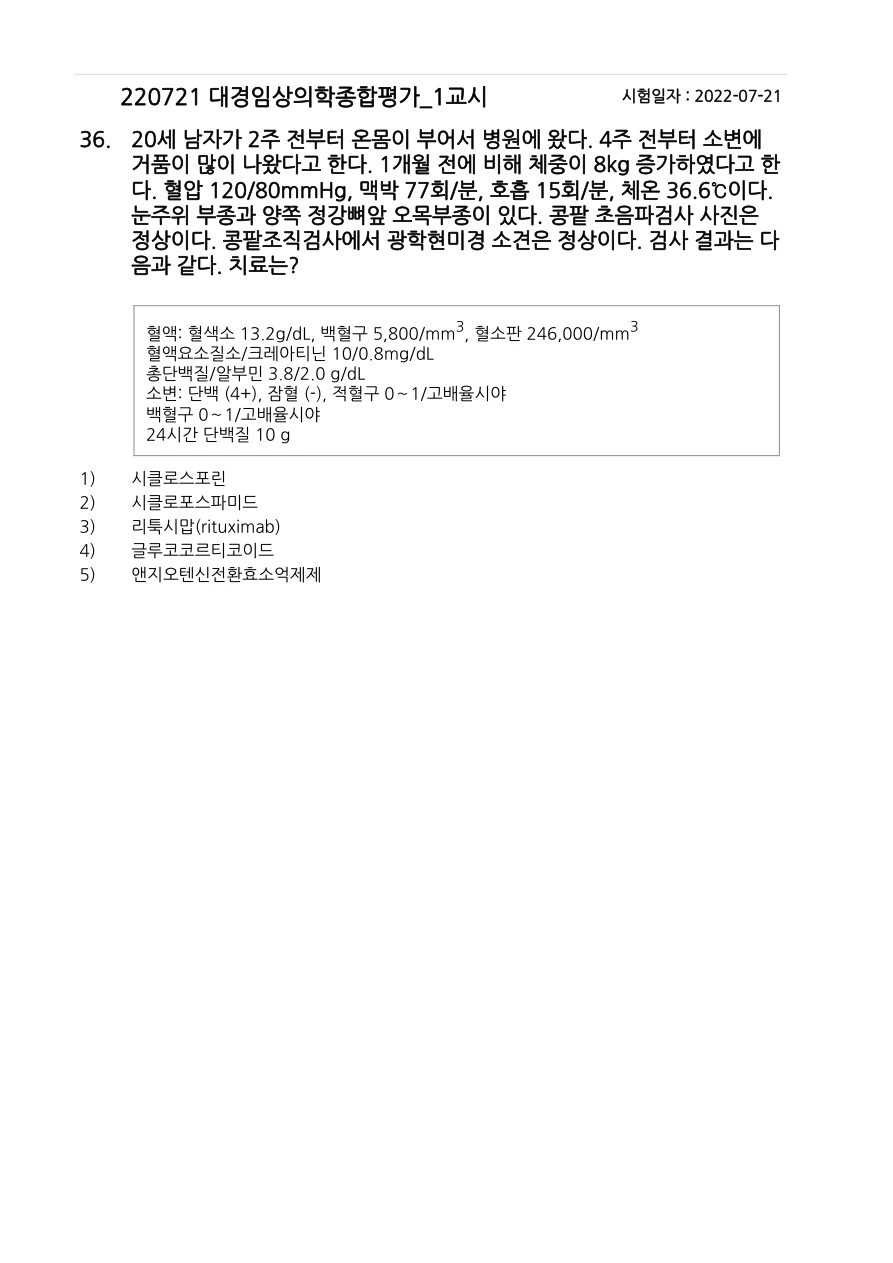 220721 대경임상의학종합평가_1교시 시험일자 : 2022-07-21
36. 20세 남자가 2주 전부터 온몸이 부어서 병원에 왔다. 4주 전부터 소변에
거품이 많이 나왔다고 한다. 1개월 전에 비해 체중이 8kg 증가하였다고 한
다. 혈압 120/80mmHg, 맥박 77회/분, 호흡 15회/분, 체온 36.6℃이다.
눈주위 부종과 양쪽 정강뼈앞 오목부종이 있다. 콩팥 초음파검사 사진은
정상이다. 콩팥조직검사에서 광학현미경 소견은 정상이다. 검사 결과는 다
음과 같다. 치료는?
혈액: 혈색소 13.2g/dL, 백혈구 5,800/mm³, 혈소판 246,000/mm³
혈액요소질소/크레아티닌 10/0.8mg/dL
총단백질/알부민 3.8/2.0 g/dL
소변: 단백 (4+), 잠혈 (-), 적혈구 0~1/고배율시야
백혈구 0~1/고배율시야
24시간 단백질 10 g
1) 시클로스포린
2) 시클로포스파미드
3) 리툭시맙(rituximab)
4) 글루코코르티코이드
5) 앤지오텐신전환효소억제제